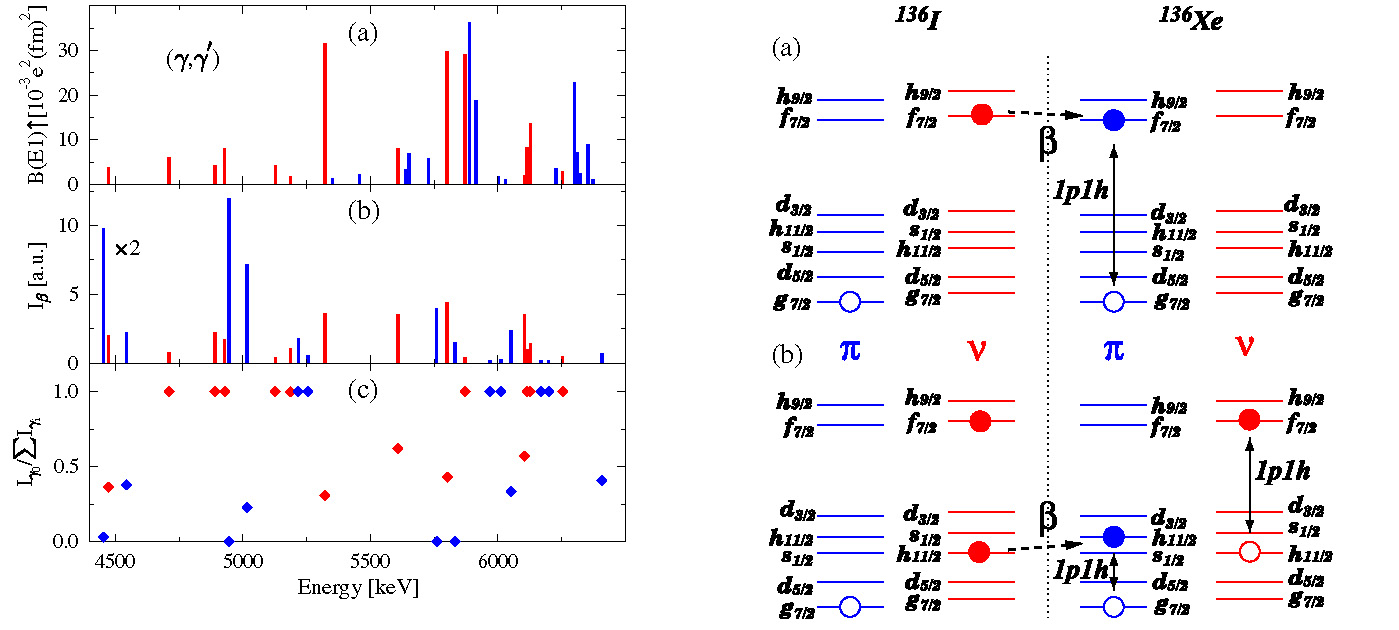 (a)
(γ,γ′)
B(E1)↑[10⁻³e²(fm)²]
30
20
10
0
(b)
×2
I_β [a.u.]
10
5
0
(c)
I_γ0/∑I_γi
1.0
0.5
0.0
4500 5000 5500 6000
Energy [keV]
¹³⁶I ¹³⁶Xe
(a)
h9/2 h9/2 h9/2
f7/2 f7/2 f7/2 f7/2
β
1p1h
d3/2 d3/2 d3/2 d3/2
h11/2 s1/2 h11/2 s1/2
s1/2 h11/2 s1/2 h11/2
d5/2 d5/2 d5/2 d5/2
g7/2 g7/2 g7/2 g7/2
π ν π ν
(b)
h9/2 h9/2 h9/2 h9/2
f7/2 f7/2 f7/2 f7/2
1p1h
d3/2 d3/2 d3/2 d3/2
β
h11/2 s1/2 h11/2 s1/2
s1/2 h11/2 s1/2 h11/2
1p1h
d5/2 d5/2 d5/2 d5/2
g7/2 g7/2 g7/2 g7/2